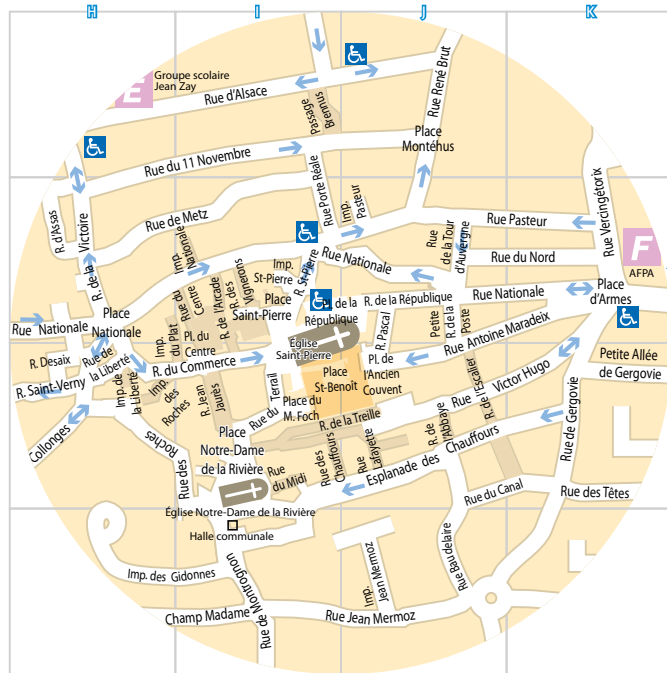 H
I
J
K
E
Groupe scolaire
Jean Zay
Rue d'Alsace
Passage
Brennus
Rue René Brut
Place
Montéhus
Rue du 11 Novembre
Rue Porte Réale
Imp.
Pasteur
R. d'Assas
R. de la Victoire
Rue de Metz
Imp.
Nationale
Rue Pasteur
Rue Vercingétorix
F
AFPA
Rue
de la Tour
d'Auvergne
Rue du Nord
Rue Nationale
Imp.
St-Pierre
R. St-Pierre
Rue du
Centre
R. de l'Arcade
R. des
Vignerons
Place
Saint-Pierre
Pl. de la
République
R. de la République
Rue Nationale
Place
d'Armes
Rue Nationale
Place
Nationale
Imp.
du Plat
Pl. du
Centre
Église
Saint-Pierre
R. Pascal
Petite
R. de la
Poste
Rue Antoine Maradeix
R. Desaix
Rue de
la Liberté
R. Saint-Verny
R. du Commerce
Imp. de
la Liberté
Imp.
des
Roches
R. Jean
Jaurès
Rue du Terail
Place
St-Benoît
Pl. de
l'Ancien
Couvent
Place du
M. Foch
R. de la Treille
Rue Victor Hugo
R. de l'Escalier
Petite Allée
de Gergovie
Collonges
Rue des
Roches
Place
Notre-Dame
de la Rivière
Rue
du Midi
Rue des
Chauffours
Rue
Lafayette
R. de
l'Abbaye
Esplanade des Chauffours
Rue de Gergovie
Rue du Canal
Rue des Têtes
Église Notre-Dame de la Rivière
Halle communale
Imp. des Gidonnes
Rue de Montrognon
Imp.
Jean Mermoz
Rue Baudelaire
Champ Madame
Rue Jean Mermoz